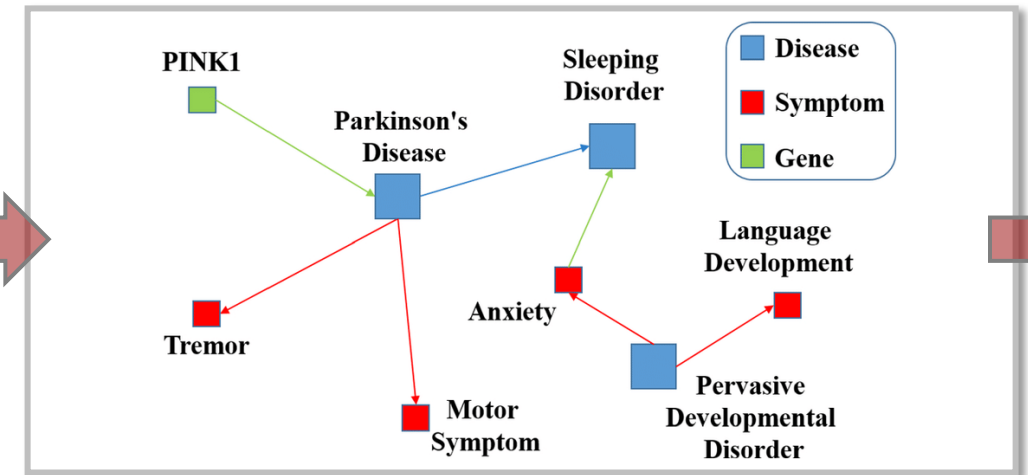 PINK1
Parkinson's
Disease
Sleeping
Disorder
Disease
Symptom
Gene
Language
Development
Anxiety
Tremor
Motor
Symptom
Pervasive
Developmental
Disorder